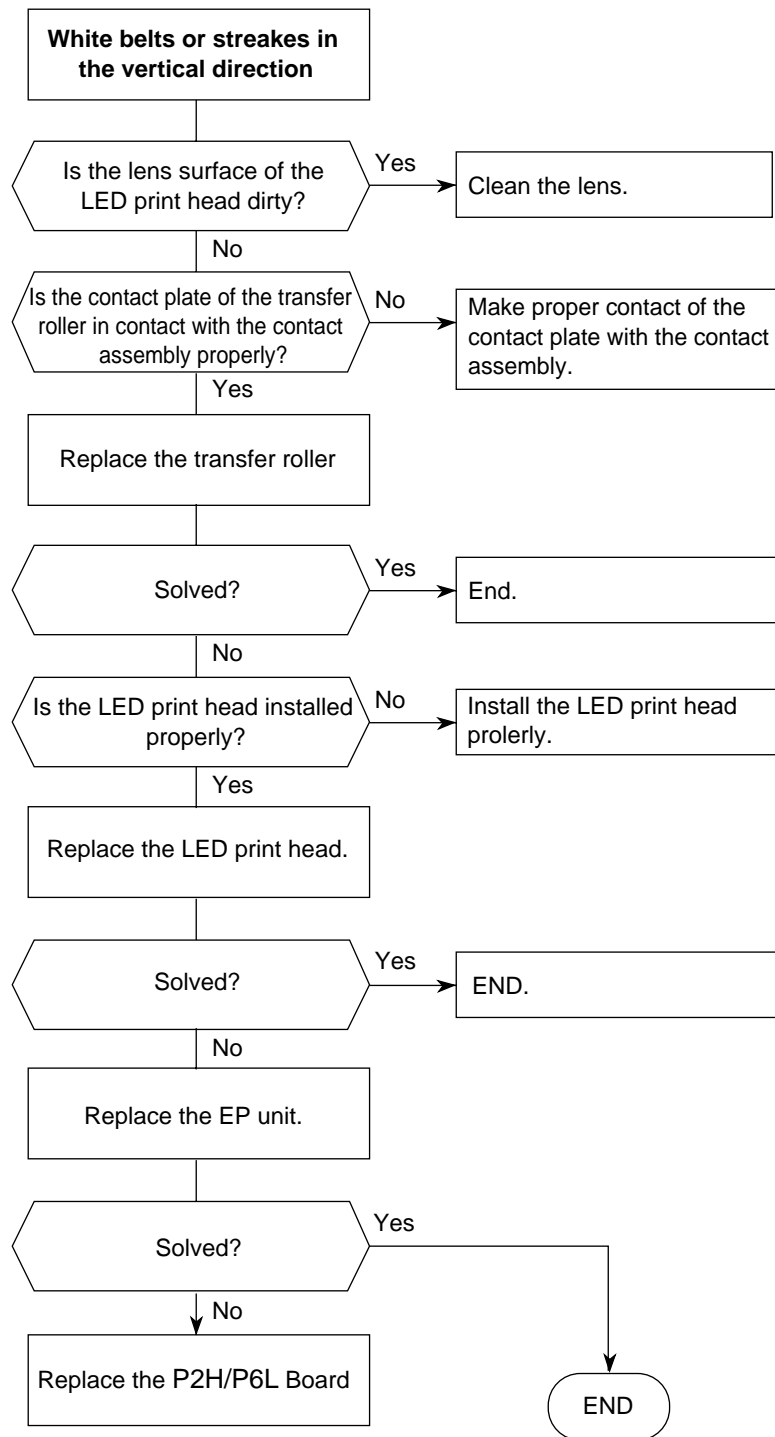 White belts or streakes in
the vertical direction
Is the lens surface of the
LED print head dirty?
Yes
Clean the lens.
No
Is the contact plate of the transfer
roller in contact with the contact
assembly properly?
No
Make proper contact of the
contact plate with the contact
assembly.
Yes
Replace the transfer roller
Solved?
Yes
End.
No
Is the LED print head installed
properly?
No
Install the LED print head
prolerly.
Yes
Replace the LED print head.
Solved?
Yes
END.
No
Replace the EP unit.
Solved?
Yes
No
Replace the P2H/P6L Board
END